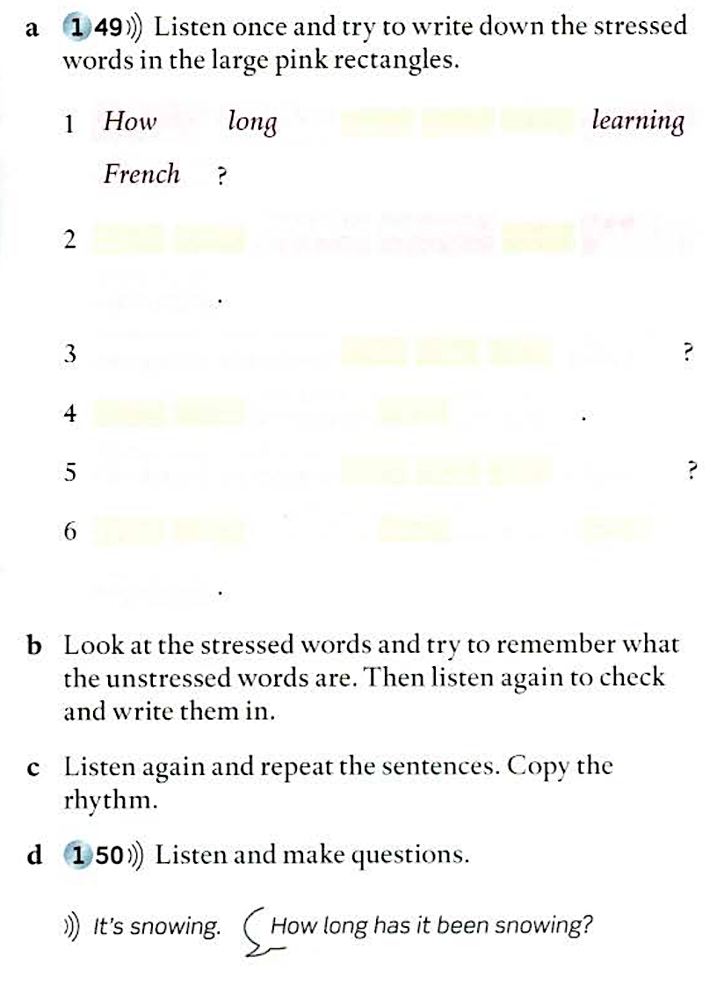 a 1 49))) Listen once and try to write down the stressed
words in the large pink rectangles.
1 How long learning
French ?
2
.
3 ?
4 .
5 ?
6
.
b Look at the stressed words and try to remember what
the unstressed words are. Then listen again to check
and write them in.
c Listen again and repeat the sentences. Copy the
rhythm.
d 1 50))) Listen and make questions.
))) It's snowing. How long has it been snowing?